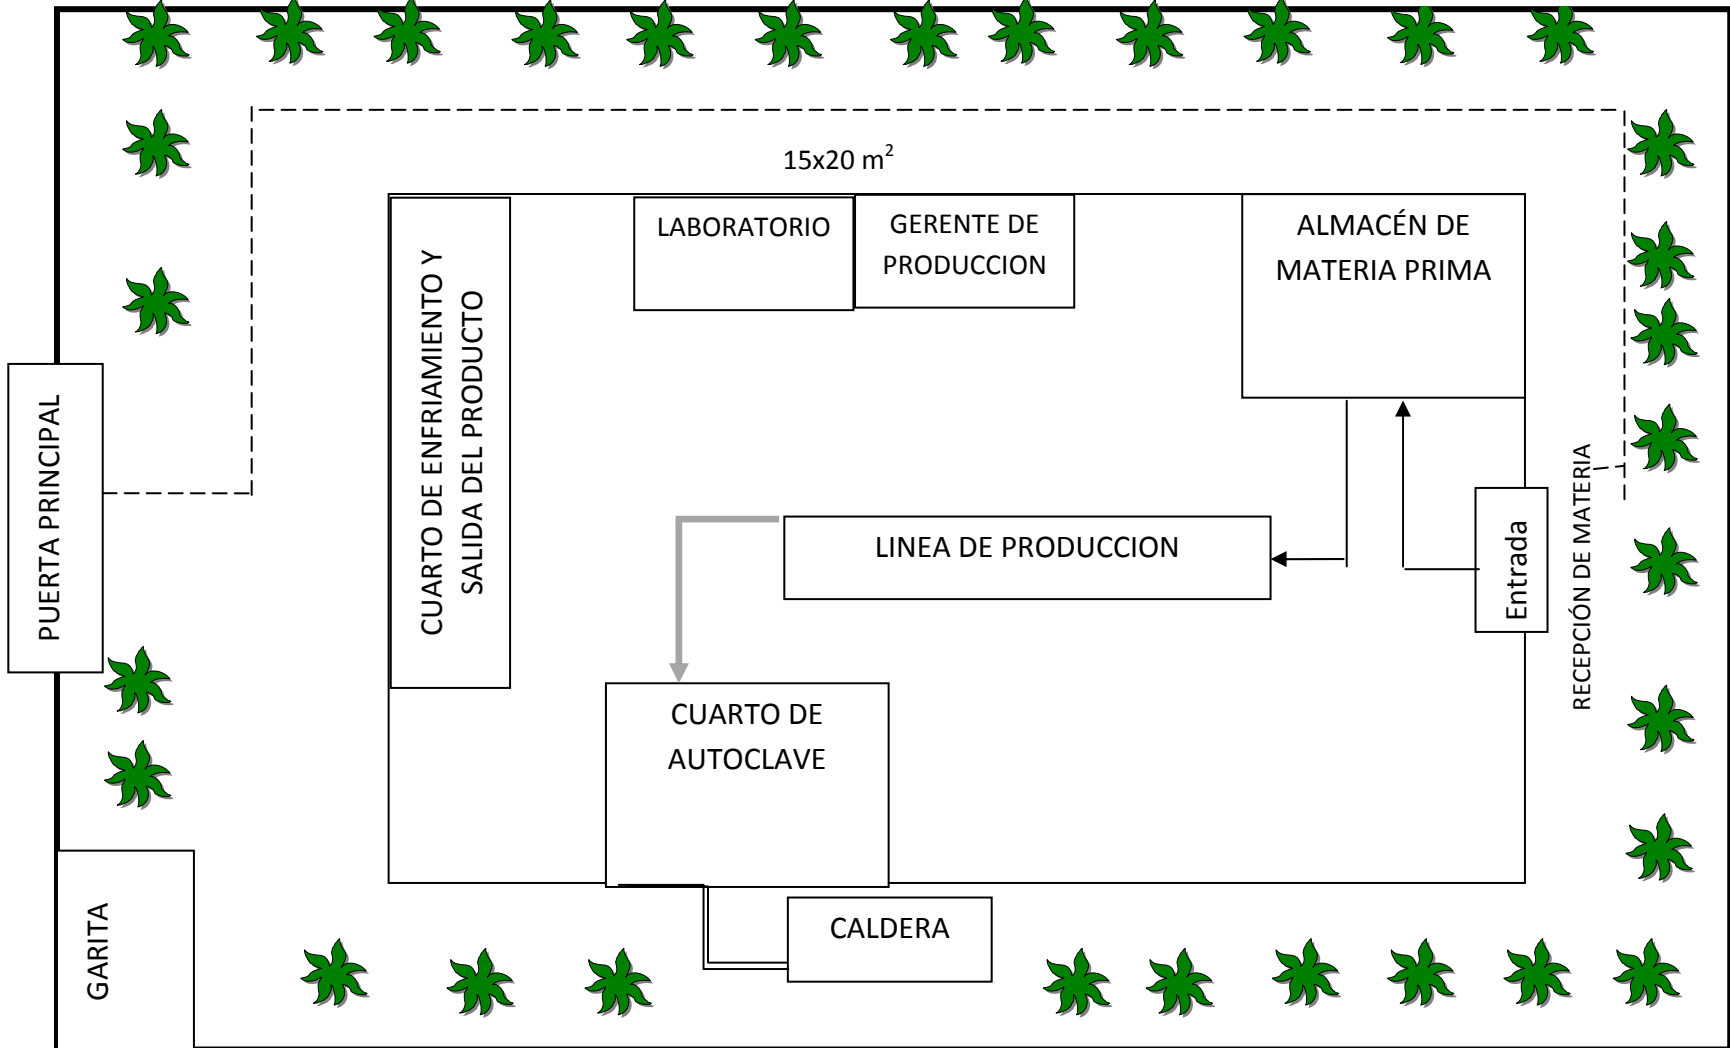 15x20 m²
LABORATORIO
GERENTE DE
PRODUCCION
ALMACÉN DE
MATERIA PRIMA
CUARTO DE ENFRIAMIENTO Y
SALIDA DEL PRODUCTO
PUERTA PRINCIPAL
LINEA DE PRODUCCION
Entrada
RECEPCIÓN DE MATERIA
CUARTO DE
AUTOCLAVE
CALDERA
GARITA